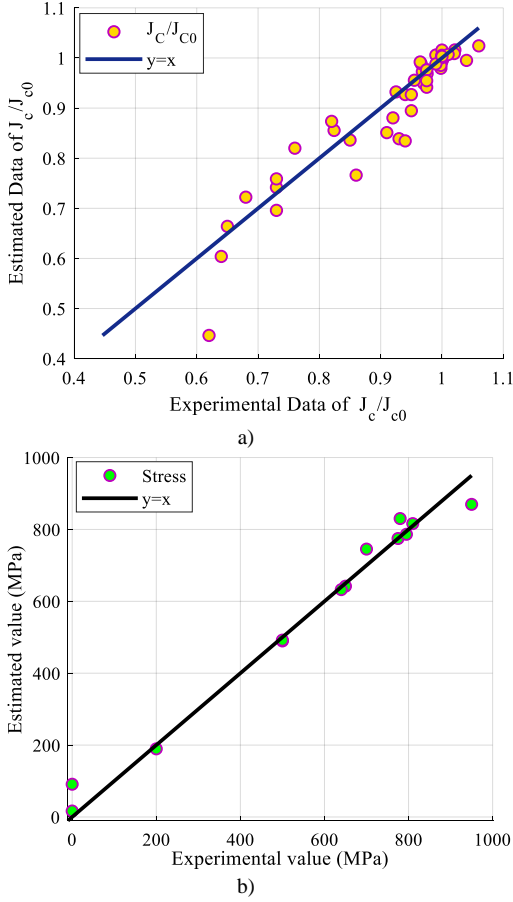 1.1
1
0.9
0.8
0.7
0.6
0.5
0.4
Estimated Data of J_c/J_c0
J_C/J_C0
y=x
0.4 0.5 0.6 0.7 0.8 0.9 1 1.1
Experimental Data of J_c/J_c0
a)
1000
800
600
400
200
0
Estimated value (MPa)
Stress
y=x
0 200 400 600 800 1000
Experimental value (MPa)
b)